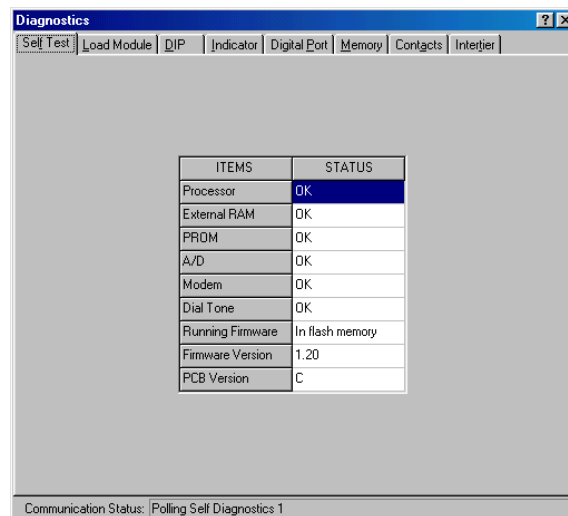 Diagnostics
Self Test Load Module DIP Indicator Digital Port Memory Contacts Intertier
ITEMS STATUS
Processor OK
External RAM OK
PROM OK
A/D OK
Modem OK
Dial Tone OK
Running Firmware In flash memory
Firmware Version 1.20
PCB Version C
Communication Status: Polling Self Diagnostics 1